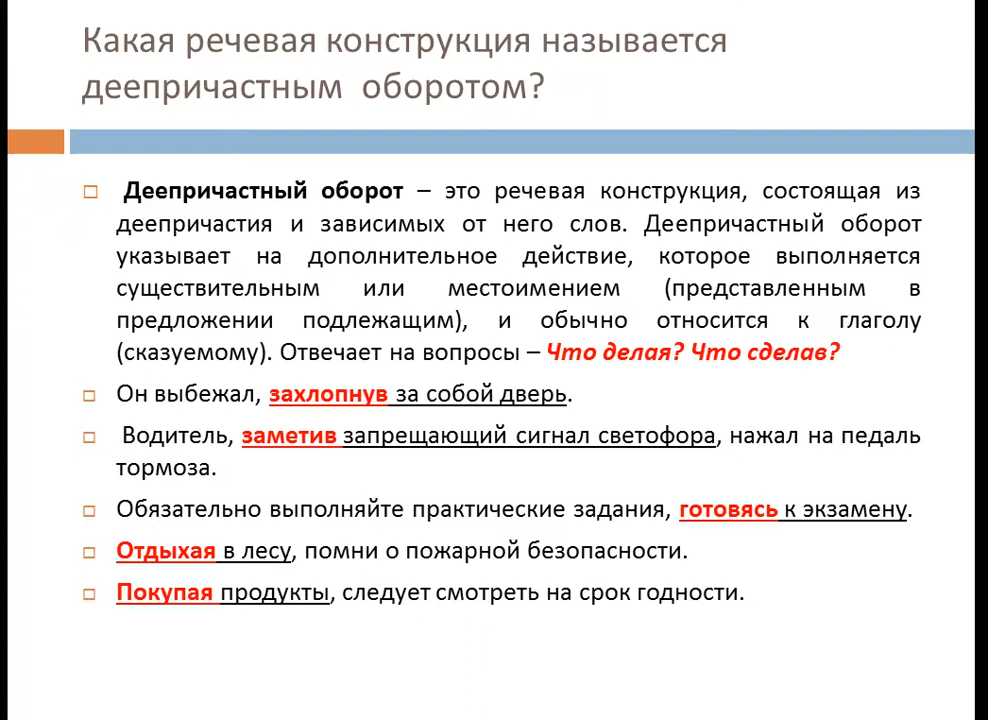 Какая речевая конструкция называется
деепричастным оборотом?
Деепричастный оборот – это речевая конструкция, состоящая из
деепричастия и зависимых от него слов. Деепричастный оборот
указывает на дополнительное действие, которое выполняется
существительным или местоимением (представленным в
предложении подлежащим), и обычно относится к глаголу
(сказуемому). Отвечает на вопросы – Что делая? Что сделав?
Он выбежал, захлопнув за собой дверь.
Водитель, заметив запрещающий сигнал светофора, нажал на педаль
тормоза.
Обязательно выполняйте практические задания, готовясь к экзамену.
Отдыхая в лесу, помни о пожарной безопасности.
Покупая продукты, следует смотреть на срок годности.